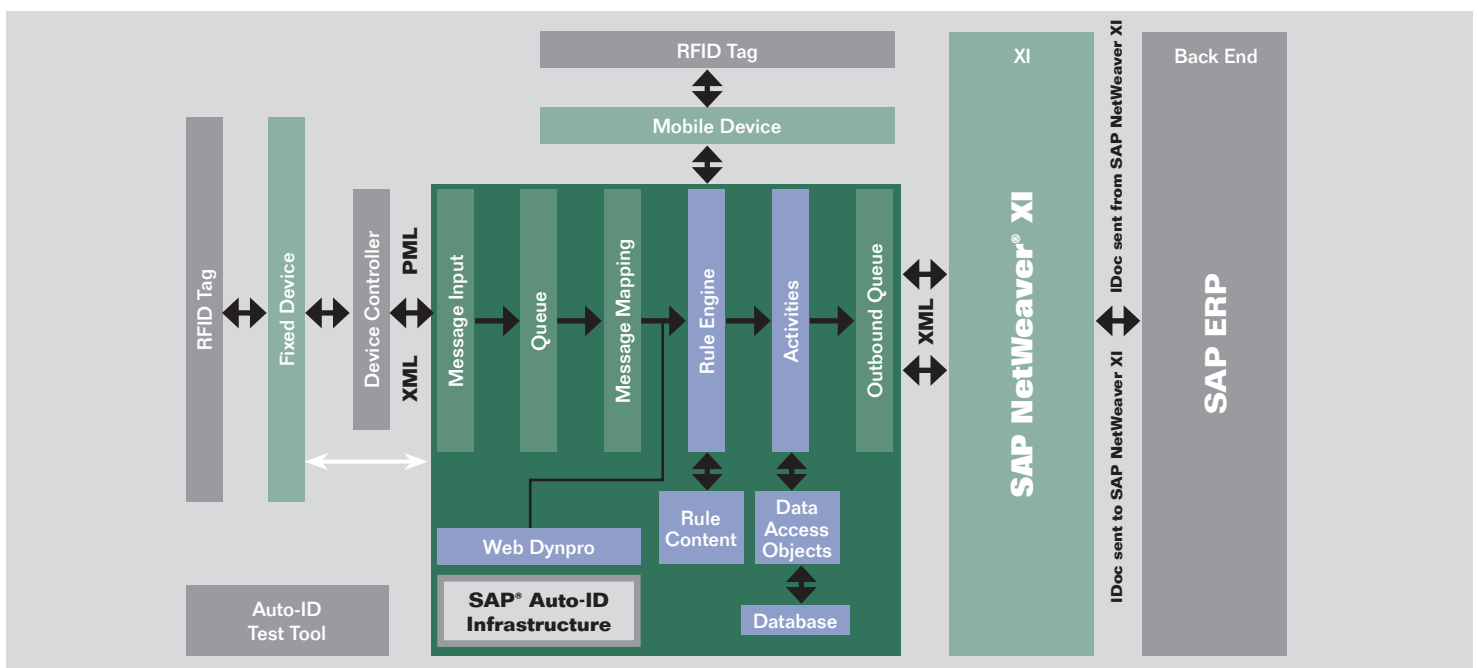 RFID Tag
Mobile Device
RFID Tag
Fixed Device
Device Controller
PML
XML
Message Input
Queue
Message Mapping
Rule Engine
Activities
Outbound Queue
XML
XI
SAP NetWeaver® XI
IDoc sent from SAP NetWeaver XI
IDoc sent to SAP NetWeaver XI
Back End
SAP ERP
Rule
Content
Data
Access
Objects
Web Dynpro
SAP® Auto-ID
Infrastructure
Database
Auto-ID
Test Tool